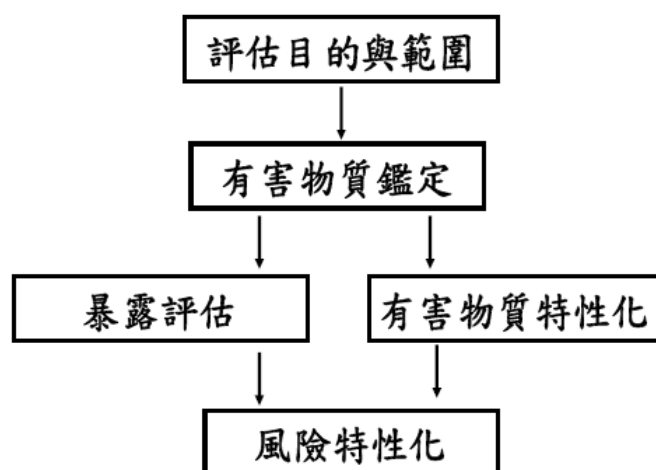 評估目的與範圍
有害物質鑑定
暴露評估
有害物質特性化
風險特性化